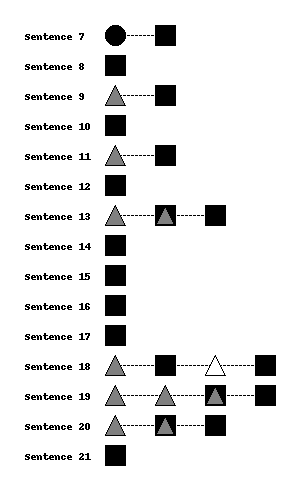 Sentence 7
Sentence 8
Sentence 9
Sentence 10
Sentence 11
Sentence 12
Sentence 13
Sentence 14
Sentence 15
Sentence 16
Sentence 17
Sentence 18
Sentence 19
Sentence 20
Sentence 21